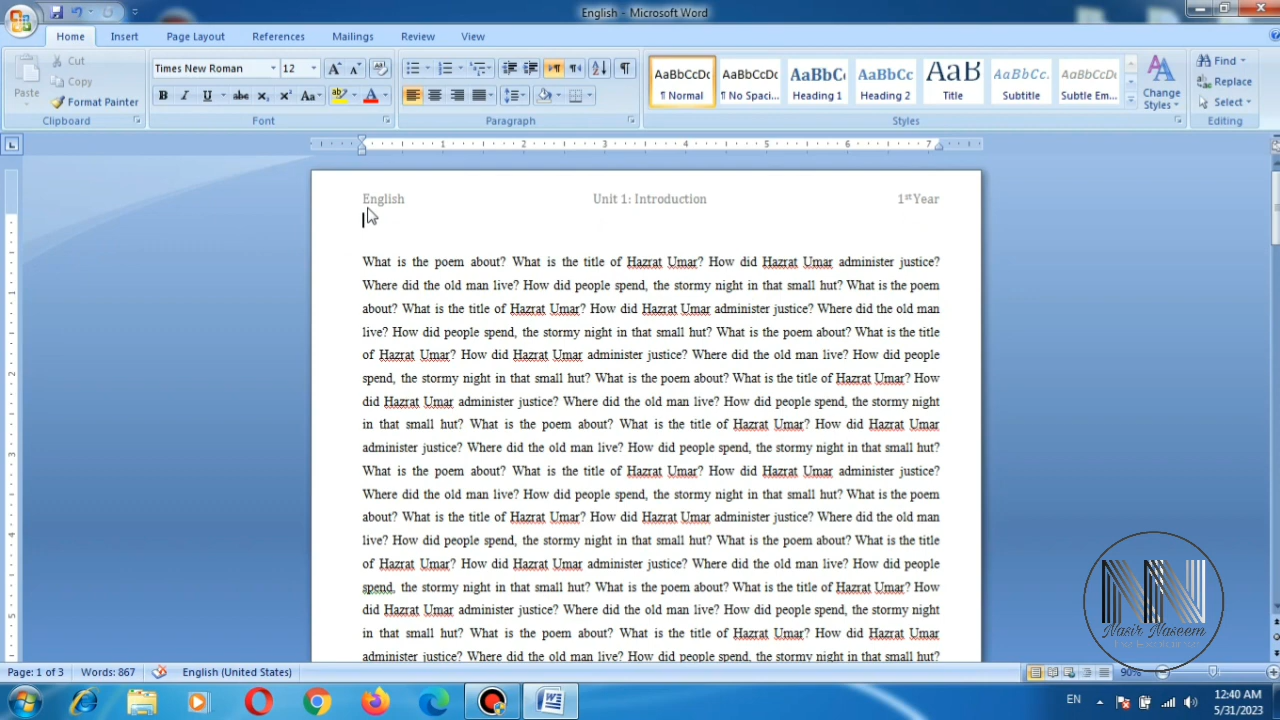 English - Microsoft Word
Home Insert Page Layout References Mailings Review View
Paste
Cut
Copy
Format Painter
Clipboard
Times New Roman 12
Font
Paragraph
AaBbCcDc AaBbCcDc AaBbC AaBbCc AaB AaBbCc. AaBbCcDc
¶ Normal ¶ No Spaci... Heading 1 Heading 2 Title Subtitle Subtle Em...
Change Styles
Styles
Find
Replace
Select
Editing
1 2 3 4 5 6 7
English Unit 1: Introduction 1st Year
What is the poem about? What is the title of Hazrat Umar? How did Hazrat Umar administer justice?
Where did the old man live? How did people spend, the stormy night in that small hut? What is the poem
about? What is the title of Hazrat Umar? How did Hazrat Umar administer justice? Where did the old man
live? How did people spend, the stormy night in that small hut? What is the poem about? What is the title
of Hazrat Umar? How did Hazrat Umar administer justice? Where did the old man live? How did people
spend, the stormy night in that small hut? What is the poem about? What is the title of Hazrat Umar? How
did Hazrat Umar administer justice? Where did the old man live? How did people spend, the stormy night
in that small hut? What is the poem about? What is the title of Hazrat Umar? How did Hazrat Umar
administer justice? Where did the old man live? How did people spend, the stormy night in that small hut?
What is the poem about? What is the title of Hazrat Umar? How did Hazrat Umar administer justice?
Where did the old man live? How did people spend, the stormy night in that small hut? What is the poem
about? What is the title of Hazrat Umar? How did Hazrat Umar administer justice? Where did the old man
live? How did people spend, the stormy night in that small hut? What is the poem about? What is the title
of Hazrat Umar? How did Hazrat Umar administer justice? Where did the old man live? How did people
spend, the stormy night in that small hut? What is the poem about? What is the title of Hazrat Umar? How
did Hazrat Umar administer justice? Where did the old man live? How did people spend, the stormy night
in that small hut? What is the poem about? What is the title of Hazrat Umar? How did Hazrat Umar
administer justice? Where did the old man live? How did people spend, the stormy night in that small hut?
NN
Nasir Naseem
Page: 1 of 3 Words: 867 English (United States) 90%
EN 12:40 AM
5/31/2023